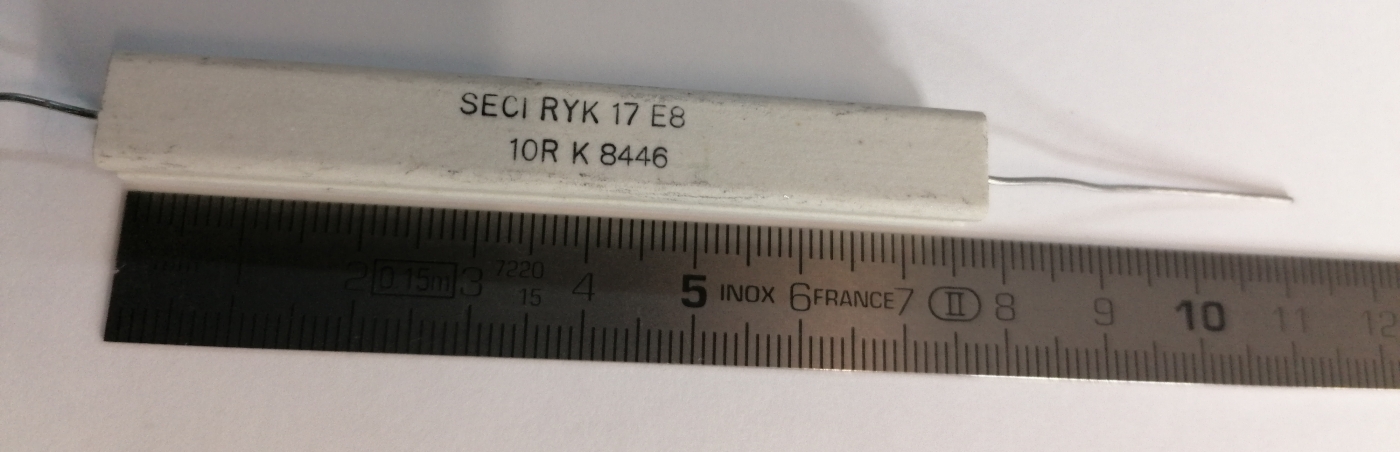 SECI RYK 17 E8
10R K 8446
2 0.15m 3 7220 15 4 5 INOX 6 FRANCE 7 II 8 9 10 11 12